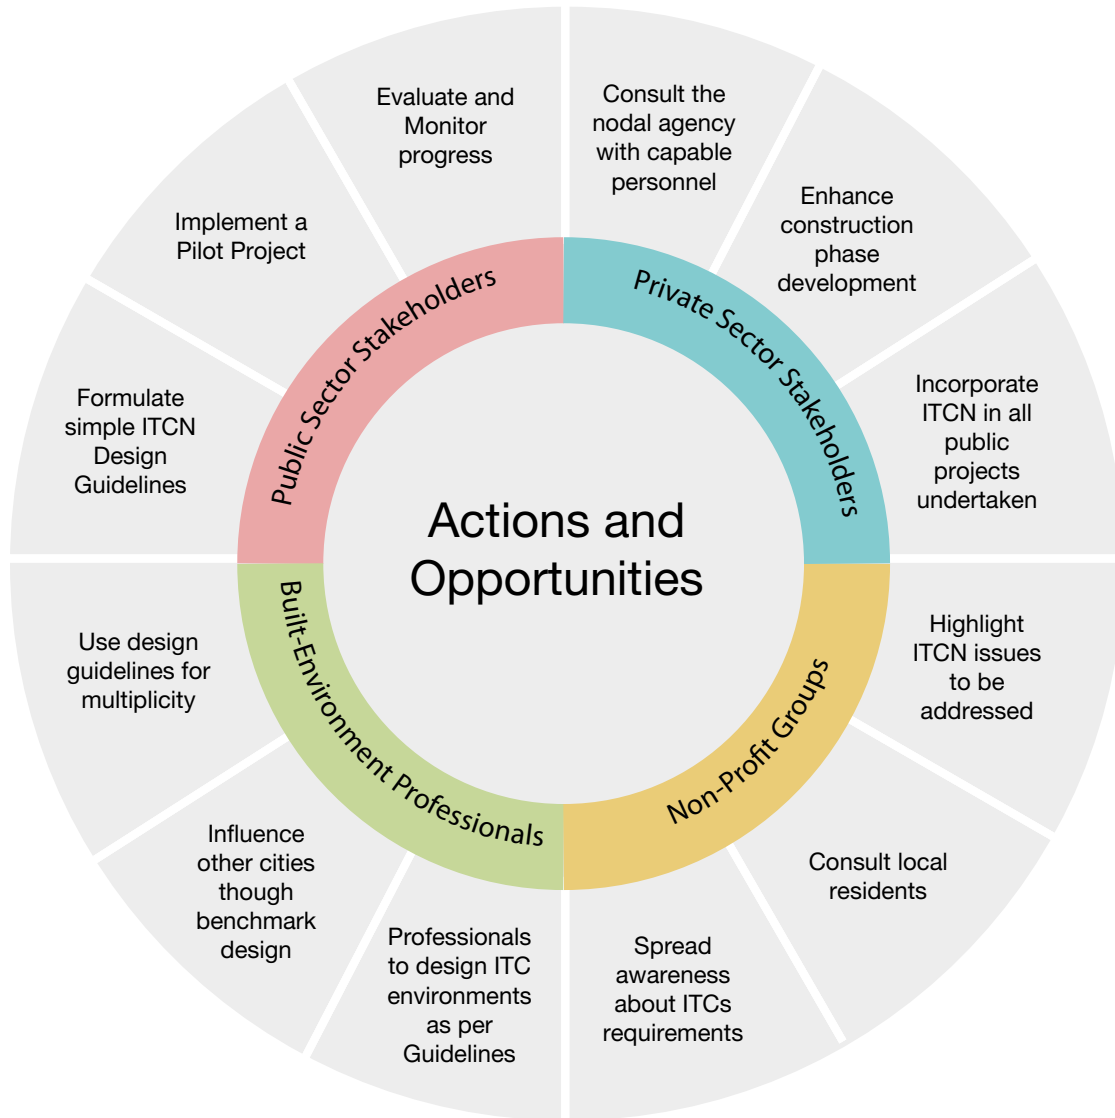 Actions and
Opportunities
Public Sector Stakeholders
Formulate
simple ITCN
Design
Guidelines
Implement a
Pilot Project
Evaluate and
Monitor
progress
Private Sector Stakeholders
Consult the
nodal agency
with capable
personnel
Enhance
construction
phase
development
Incorporate
ITCN in all
public
projects
undertaken
Non-Profit Groups
Highlight
ITCN issues
to be
addressed
Consult local
residents
Spread
awareness
about ITCs
requirements
Built-Environment Professionals
Professionals
to design ITC
environments
as per
Guidelines
Influence
other cities
though
benchmark
design
Use design
guidelines for
multiplicity